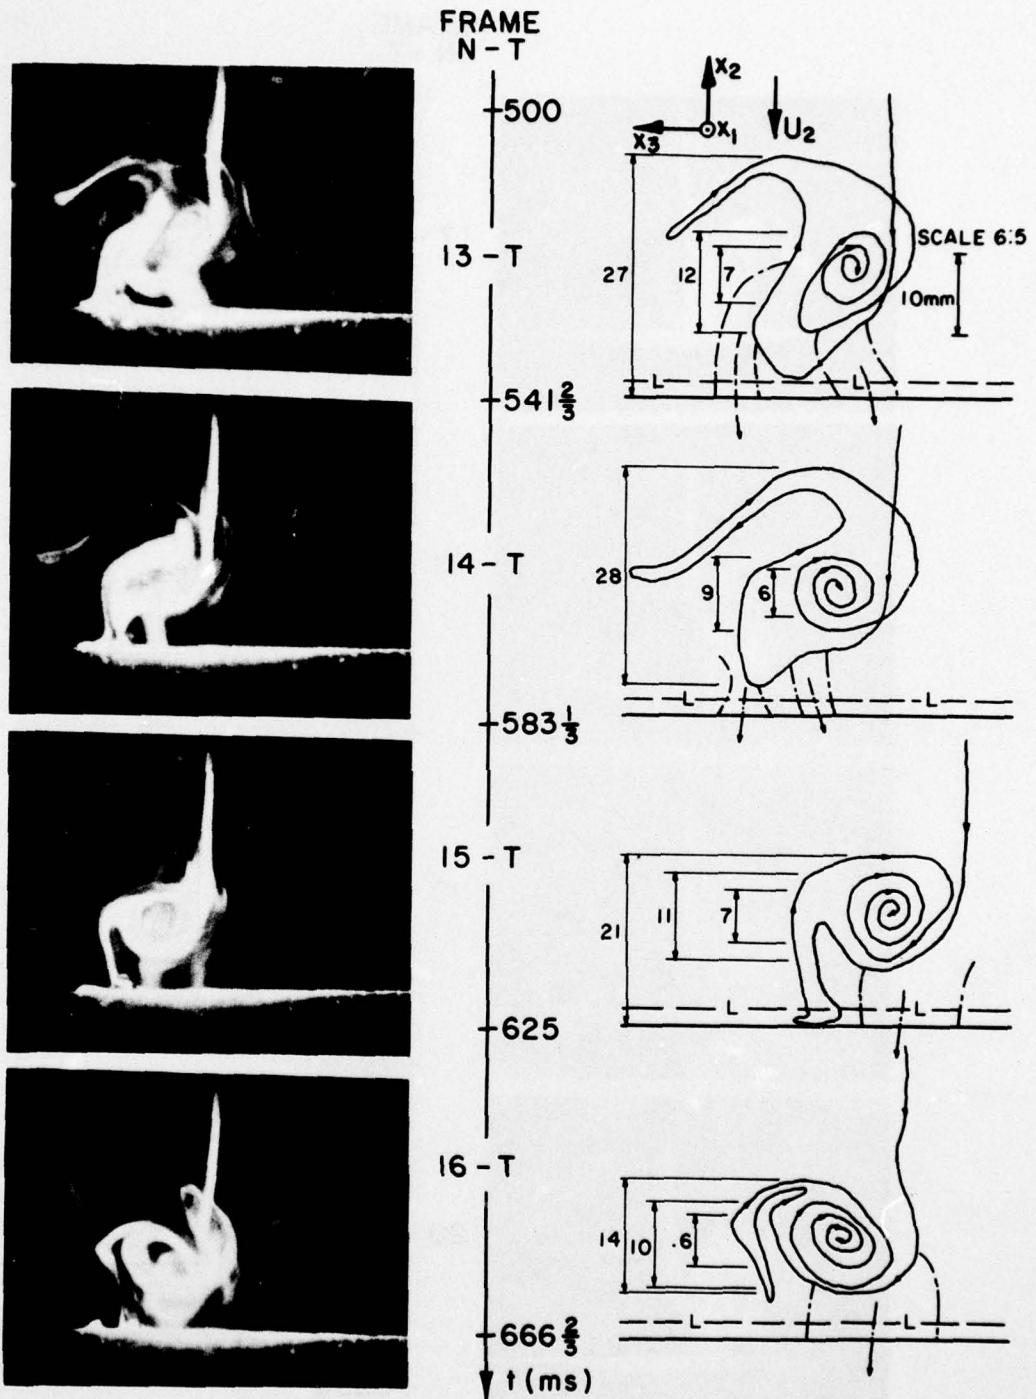 FRAME
N - T
500
13 - T
541 2/3
14 - T
583 1/3
15 - T
625
16 - T
666 2/3
t (ms)
X2
X3
X1
U2
SCALE 6:5
10mm
27
12
7
L
L
28
9
6
L
L
21
11
7
L
L
14
10
.6
L
L